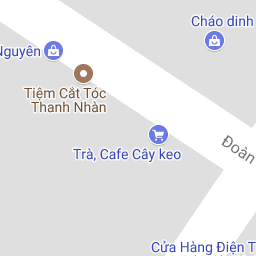 Cháo dinh
Nguyên
Tiệm Cắt Tóc
Thanh Nhàn
Trà, Cafe Cây keo
Đoàn
Cửa Hàng Điện T